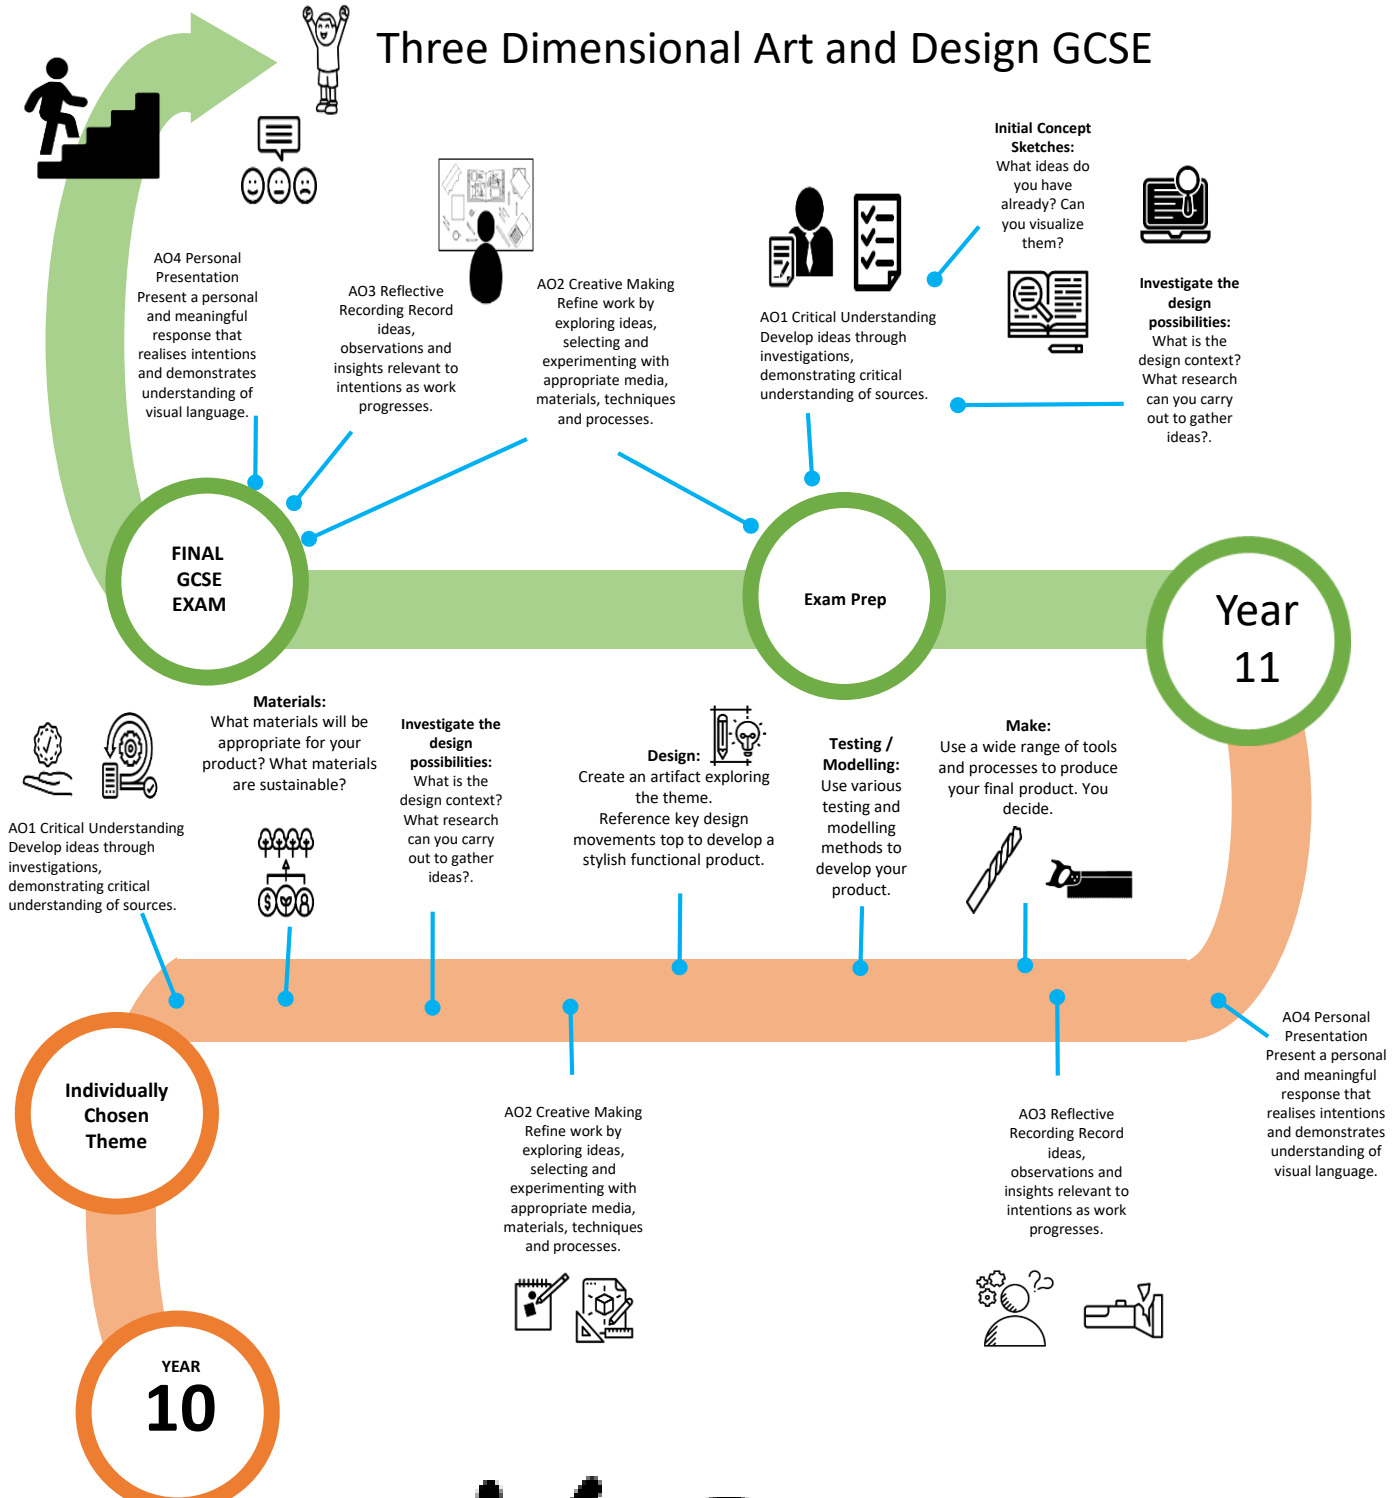 Three Dimensional Art and Design GCSE
Initial Concept
Sketches:
What ideas do
you have
already? Can
you visualize
them?
AO4 Personal
Presentation
Present a personal
and meaningful
response that
realises intentions
and demonstrates
understanding of
visual language.
AO3 Reflective
Recording Record
ideas,
observations and
insights relevant to
intentions as work
progresses.
AO2 Creative Making
Refine work by
exploring ideas,
selecting and
experimenting with
appropriate media,
materials, techniques
and processes.
AO1 Critical Understanding
Develop ideas through
investigations,
demonstrating critical
understanding of sources.
Investigate the
design
possibilities:
What is the
design context?
What research
can you carry
out to gather
ideas?.
FINAL
GCSE
EXAM
Exam Prep
Year
11
AO1 Critical Understanding
Develop ideas through
investigations,
demonstrating critical
understanding of sources.
Materials:
What materials will be
appropriate for your
product? What materials
are sustainable?
Investigate the
design
possibilities:
What is the
design context?
What research
can you carry
out to gather
ideas?.
Design:
Create an artifact exploring
the theme.
Reference key design
movements top to develop a
stylish functional product.
Testing /
Modelling:
Use various
testing and
modelling
methods to
develop your
product.
Make:
Use a wide range of tools
and processes to produce
your final product. You
decide.
Individually
Chosen
Theme
AO2 Creative Making
Refine work by
exploring ideas,
selecting and
experimenting with
appropriate media,
materials, techniques
and processes.
AO3 Reflective
Recording Record
ideas,
observations and
insights relevant to
intentions as work
progresses.
AO4 Personal
Presentation
Present a personal
and meaningful
response that
realises intentions
and demonstrates
understanding of
visual language.
YEAR
10